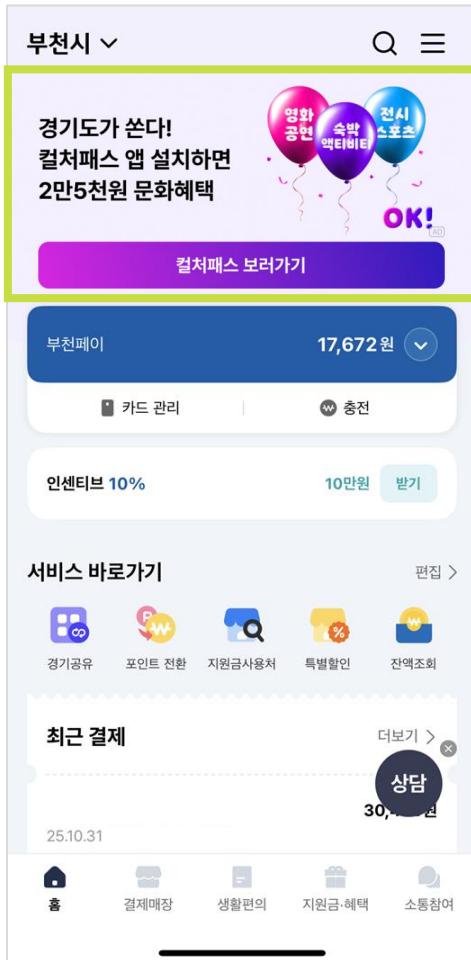 부천시
경기도가 쏜다!
컬처패스 앱 설치하면
2만5천원 문화혜택
영화
공연
숙박
액티비티
전시
스포츠
OK!
AD
컬처패스 보러가기
부천페이 17,672원
카드 관리 충전
인센티브 10% 10만원 받기
서비스 바로가기 편집
경기공유 포인트 전환 지원금사용처 특별할인 잔액조회
최근 결제 더보기
상담
25.10.31
홈 결제매장 생활편의 지원금·혜택 소통참여